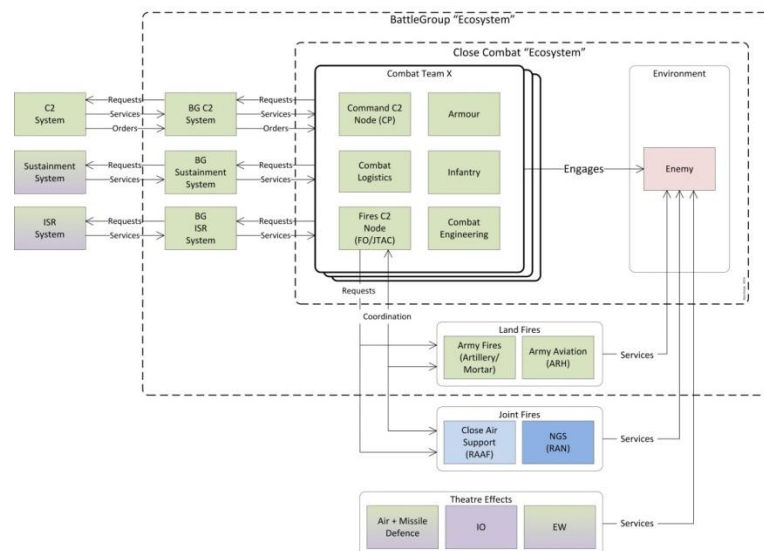 BattleGroup “Ecosystem”
Close Combat “Ecosystem”
Combat Team X
Environment
C2
System
Requests
Services
Orders
BG C2
System
Requests
Services
Orders
Command C2
Node (CP)
Armour
Sustainment
System
Requests
Services
BG
Sustainment
System
Requests
Services
Combat
Logistics
Infantry
Engages
Enemy
ISR
System
Requests
Services
BG
ISR
System
Requests
Services
Fires C2
Node
(FO/JTAC)
Combat
Engineering
Requests
Coordination
Land Fires
Army Fires
(Artillery/
Mortar)
Army Aviation
(ARH)
Services
Joint Fires
Close Air
Support
(RAAF)
NGS
(RAN)
Services
Theatre Effects
Air + Missile
Defence
IO
EW
Services